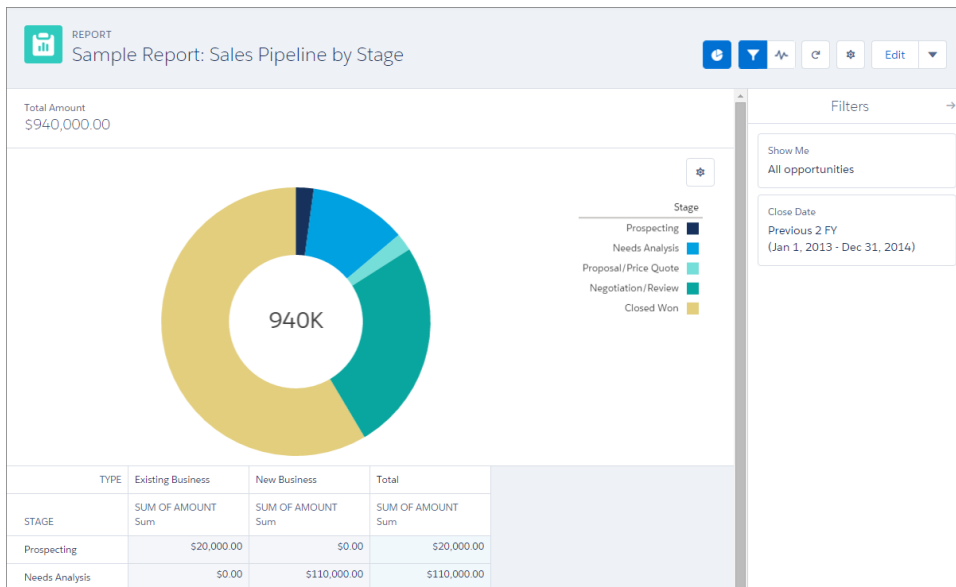 REPORT
Sample Report: Sales Pipeline by Stage
Edit
Total Amount
$940,000.00
Filters
Show Me
All opportunities
Close Date
Previous 2 FY
(Jan 1, 2013 - Dec 31, 2014)
Stage
Prospecting
Needs Analysis
Proposal/Price Quote
Negotiation/Review
Closed Won
940K
TYPE Existing Business New Business Total
SUM OF AMOUNT SUM OF AMOUNT SUM OF AMOUNT
STAGE Sum Sum Sum
Prospecting $20,000.00 $0.00 $20,000.00
Needs Analysis $0.00 $110,000.00 $110,000.00